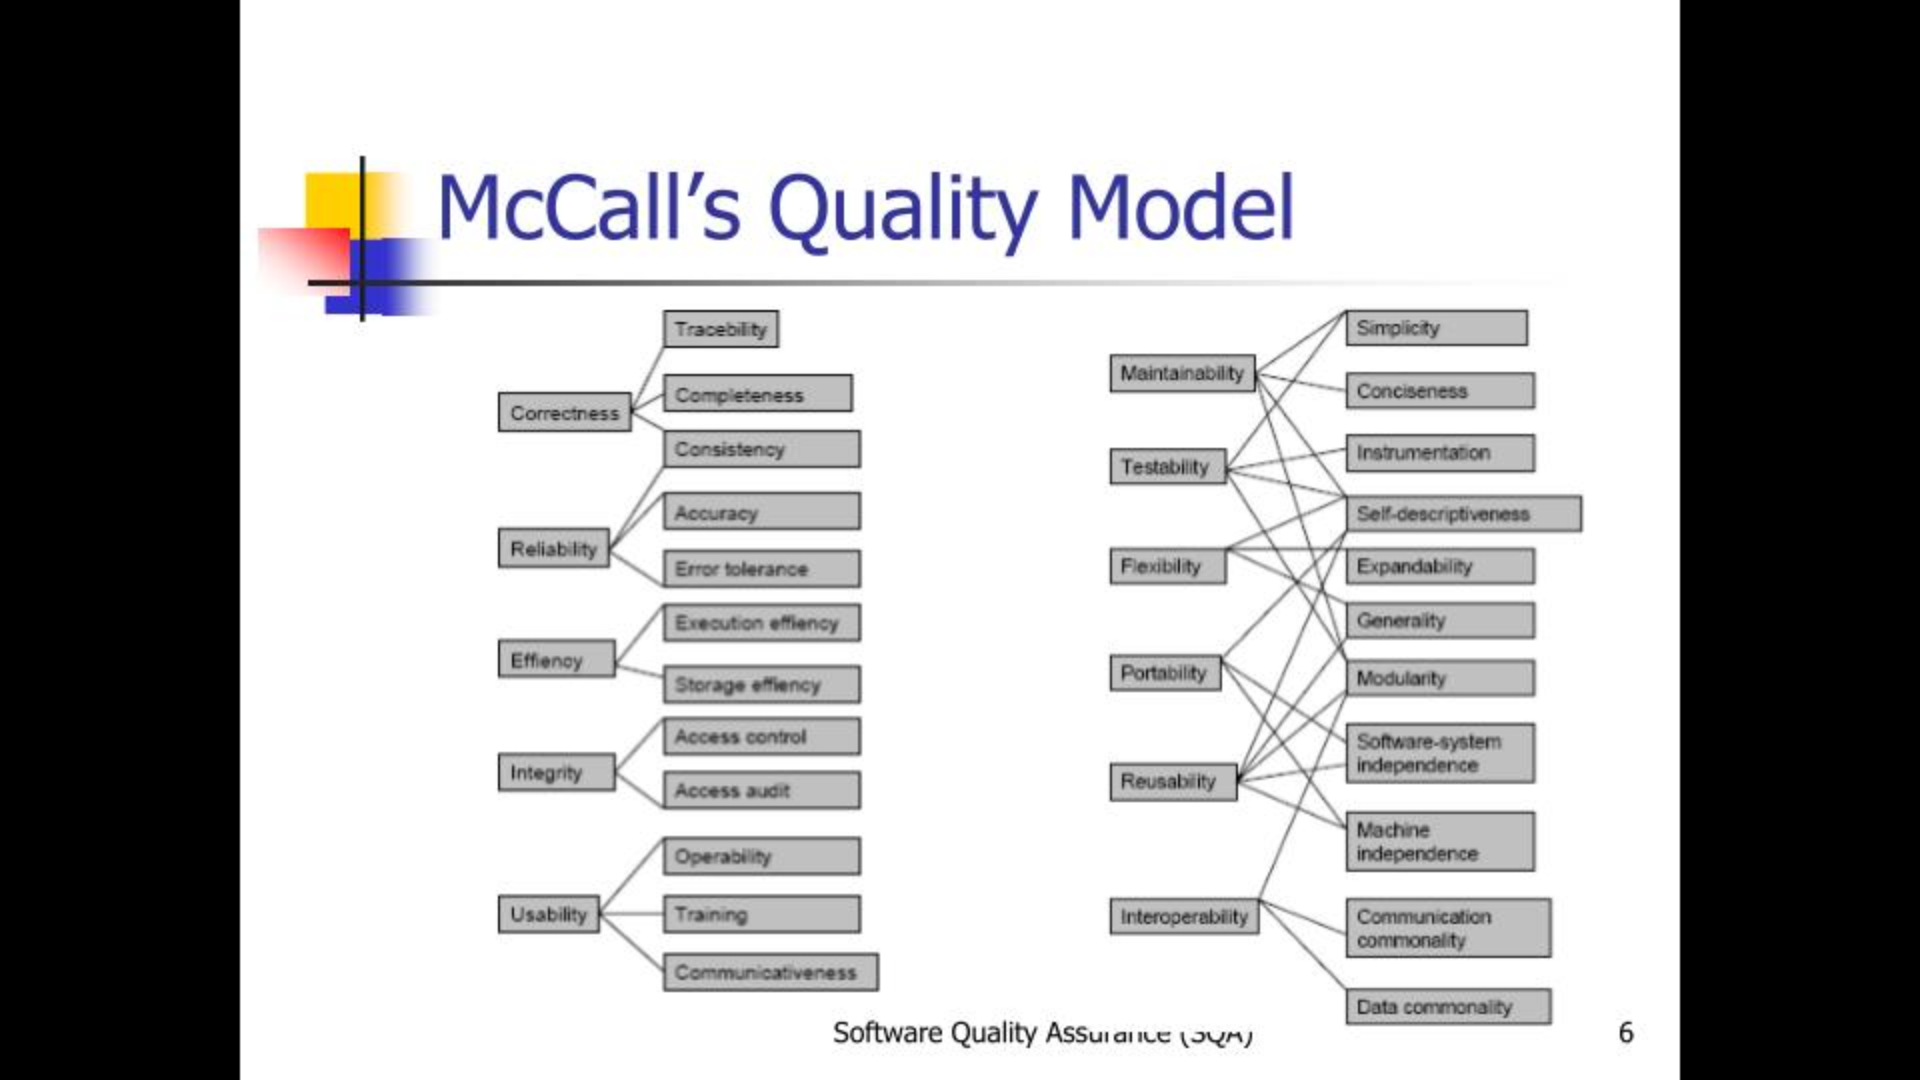 McCall’s Quality Model
Tracebility
Completeness
Correctness
Consistency
Accuracy
Reliability
Error tolerance
Execution effiency
Effiency
Storage effiency
Access control
Integrity
Access audit
Operability
Usability
Training
Communicativeness
Simplicity
Maintainability
Conciseness
Instrumentation
Testability
Self-descriptiveness
Flexibility
Expandability
Generality
Portability
Modularity
Software-system
independence
Reusability
Machine
independence
Interoperability
Communication
commonality
Data commonality
Software Quality Assurance (SQA)
6